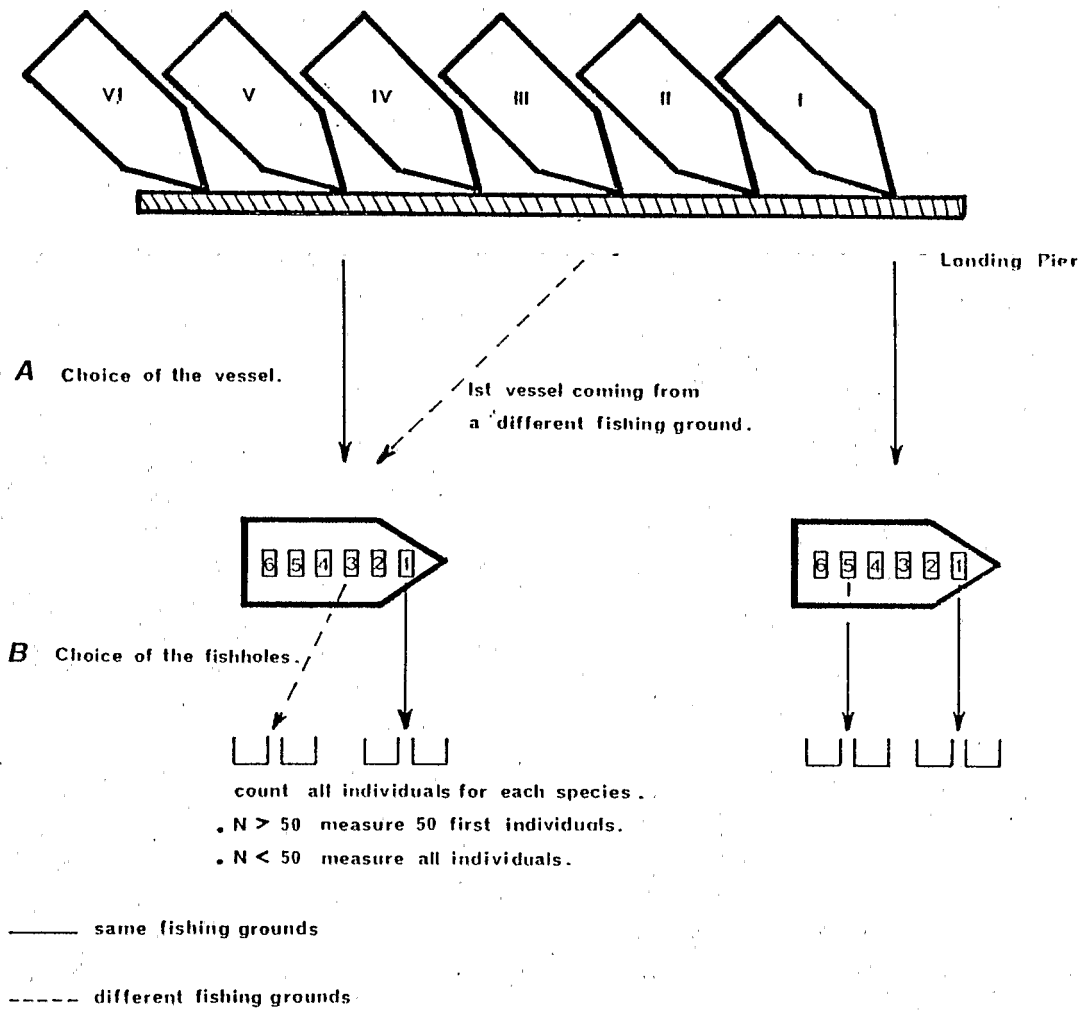 VI V IV III II I
Landing Pier
A Choice of the vessel.
Ist vessel coming from
a different fishing ground.
6 5 4 3 2 1
6 5 4 3 2 1
B Choice of the fishholes.
count all individuals for each species.
. N > 50 measure 50 first individuals.
. N < 50 measure all individuals.
same fishing grounds
different fishing grounds